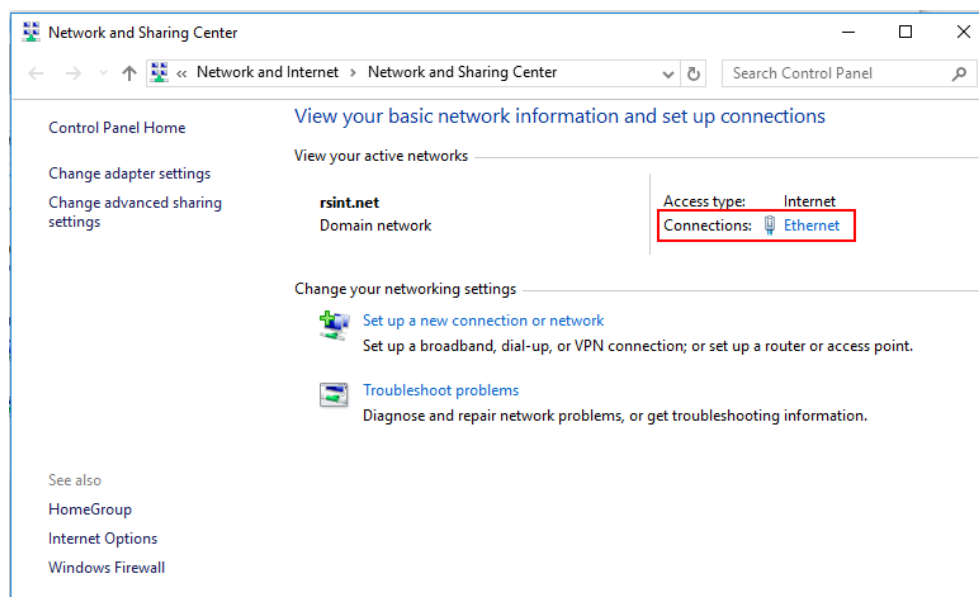 Network and Sharing Center
« Network and Internet > Network and Sharing Center
Search Control Panel
Control Panel Home
Change adapter settings
Change advanced sharing
settings
View your basic network information and set up connections
View your active networks
rsint.net
Domain network
Access type: Internet
Connections: Ethernet
Change your networking settings
Set up a new connection or network
Set up a broadband, dial-up, or VPN connection; or set up a router or access point.
Troubleshoot problems
Diagnose and repair network problems, or get troubleshooting information.
See also
HomeGroup
Internet Options
Windows Firewall